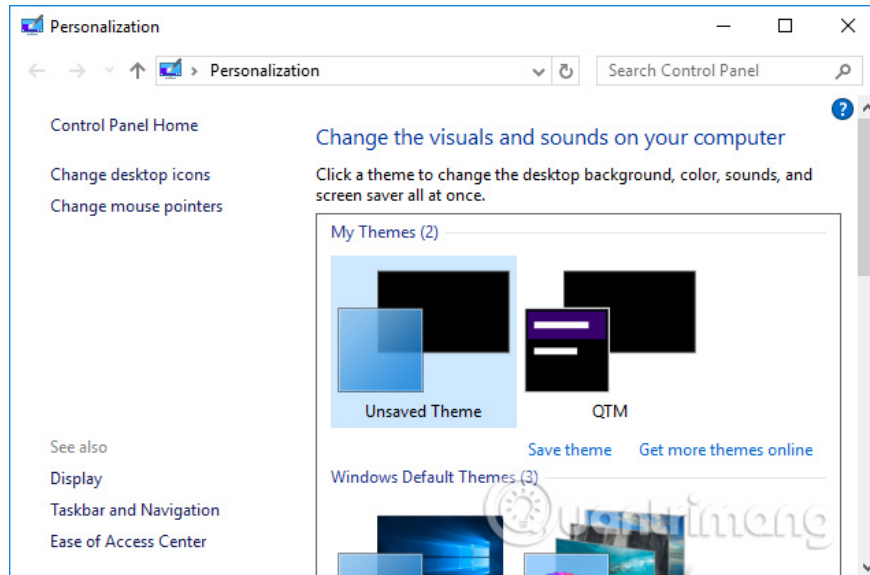 Personalization
Personalization
Search Control Panel
Control Panel Home
Change desktop icons
Change mouse pointers
See also
Display
Taskbar and Navigation
Ease of Access Center
?
Change the visuals and sounds on your computer
Click a theme to change the desktop background, color, sounds, and
screen saver all at once.
My Themes (2)
Unsaved Theme
QTM
Save theme
Get more themes online
Windows Default Themes (3)
Quantrimang